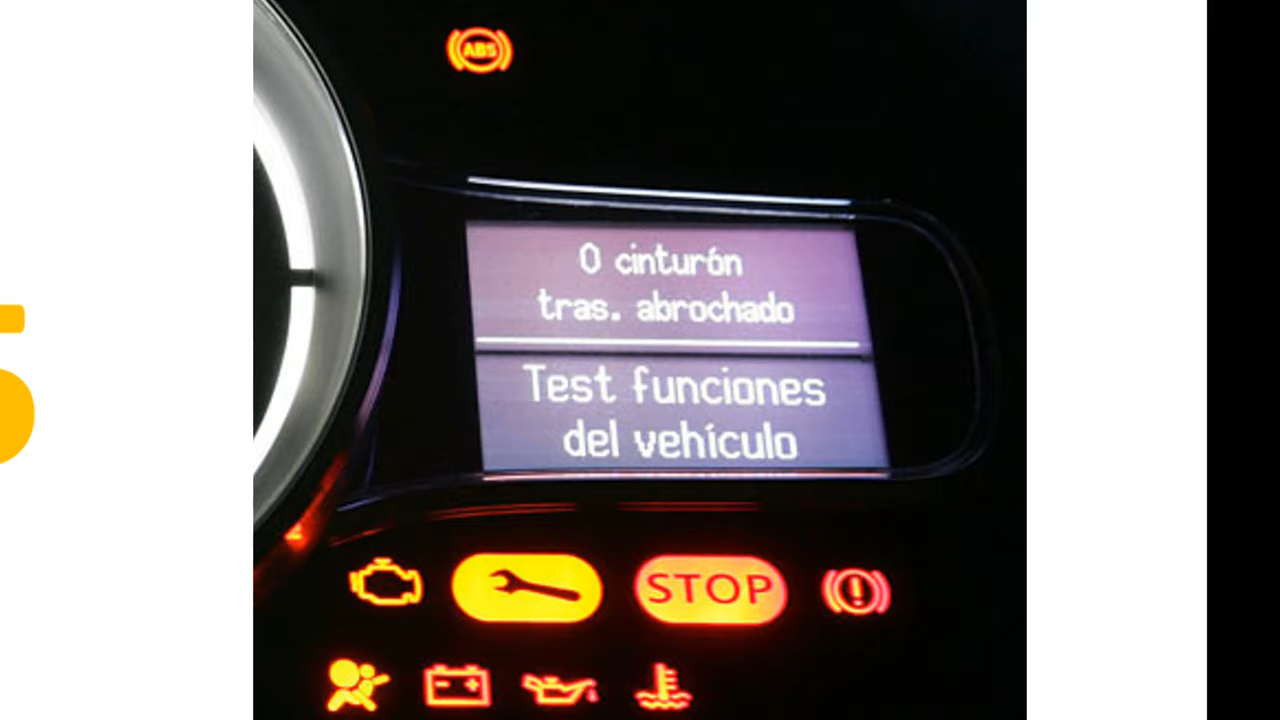 ABS
0 cinturón
tras. abrochado
Test funciones
del vehículo
STOP